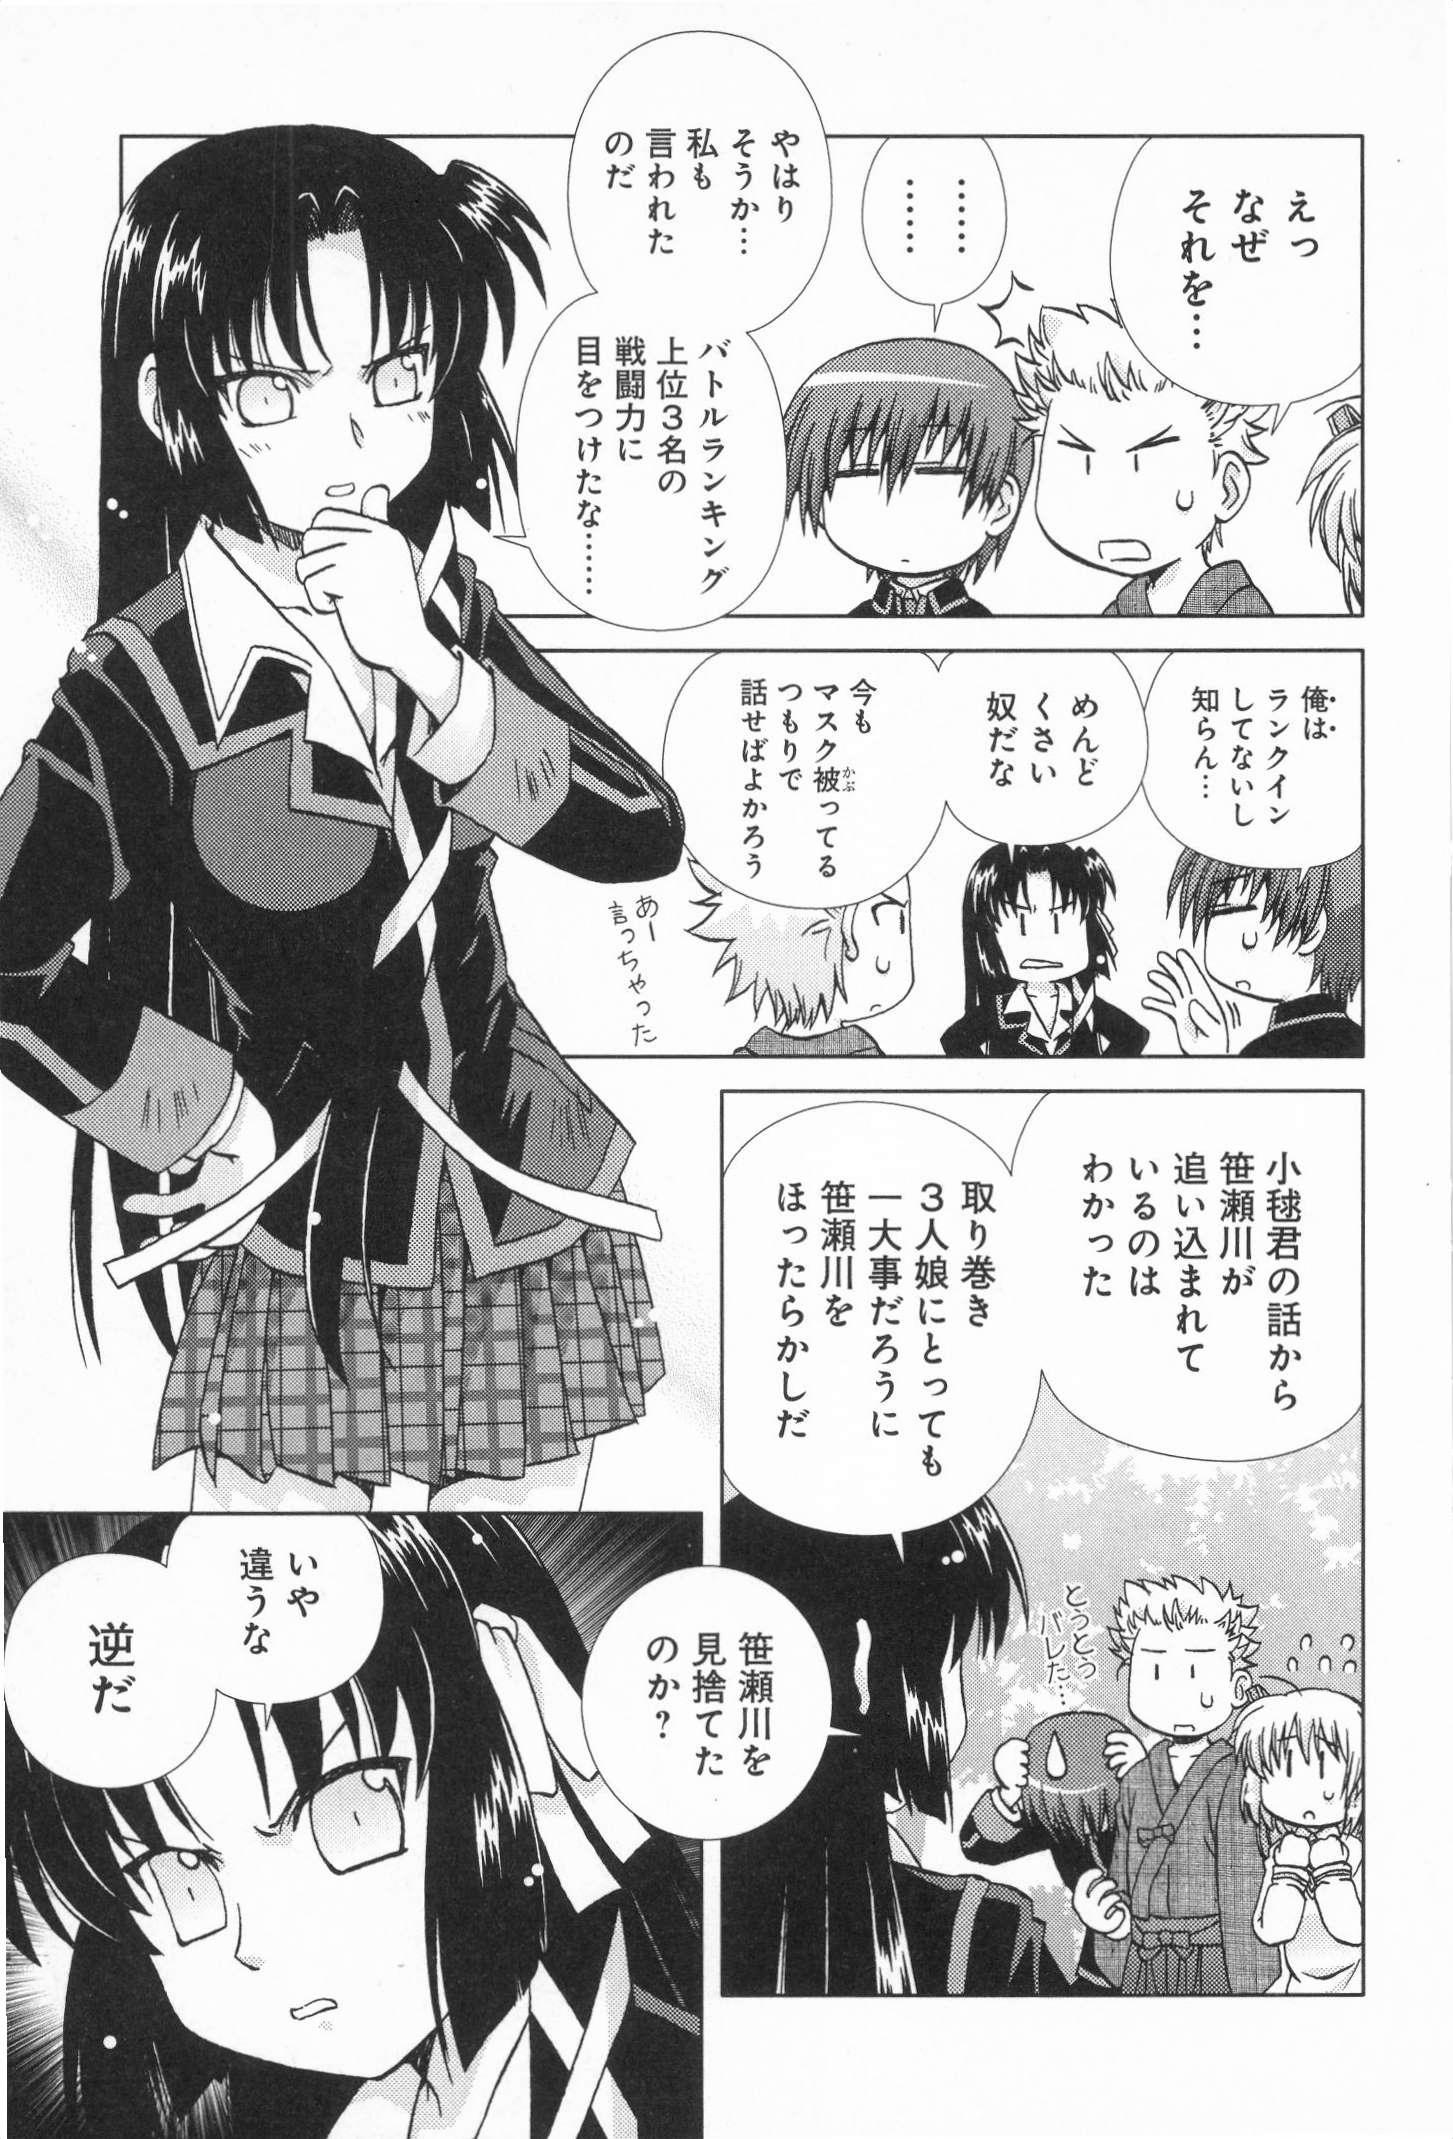 えっ
なぜ
それを…
……
……
やはり
そうか…
私も
言われた
のだ
バトルランキング
上位3名の
戦闘力に
目をつけたな……
俺は
ランクイン
してないし
知らん…
めんど
くさい
奴だな
今も
マスク被ってる
かぶ
つもりで
話せばよかろう
あー
言っちゃった
小毬君の話から
笹瀬川が
追い込まれて
いるのは
わかった
取り巻き
3人娘にとっても
一大事だろうに
笹瀬川を
ほったらかしだ
とうとう
バレた…
笹瀬川を
見捨てた
のか?
いや
違うな
逆だ